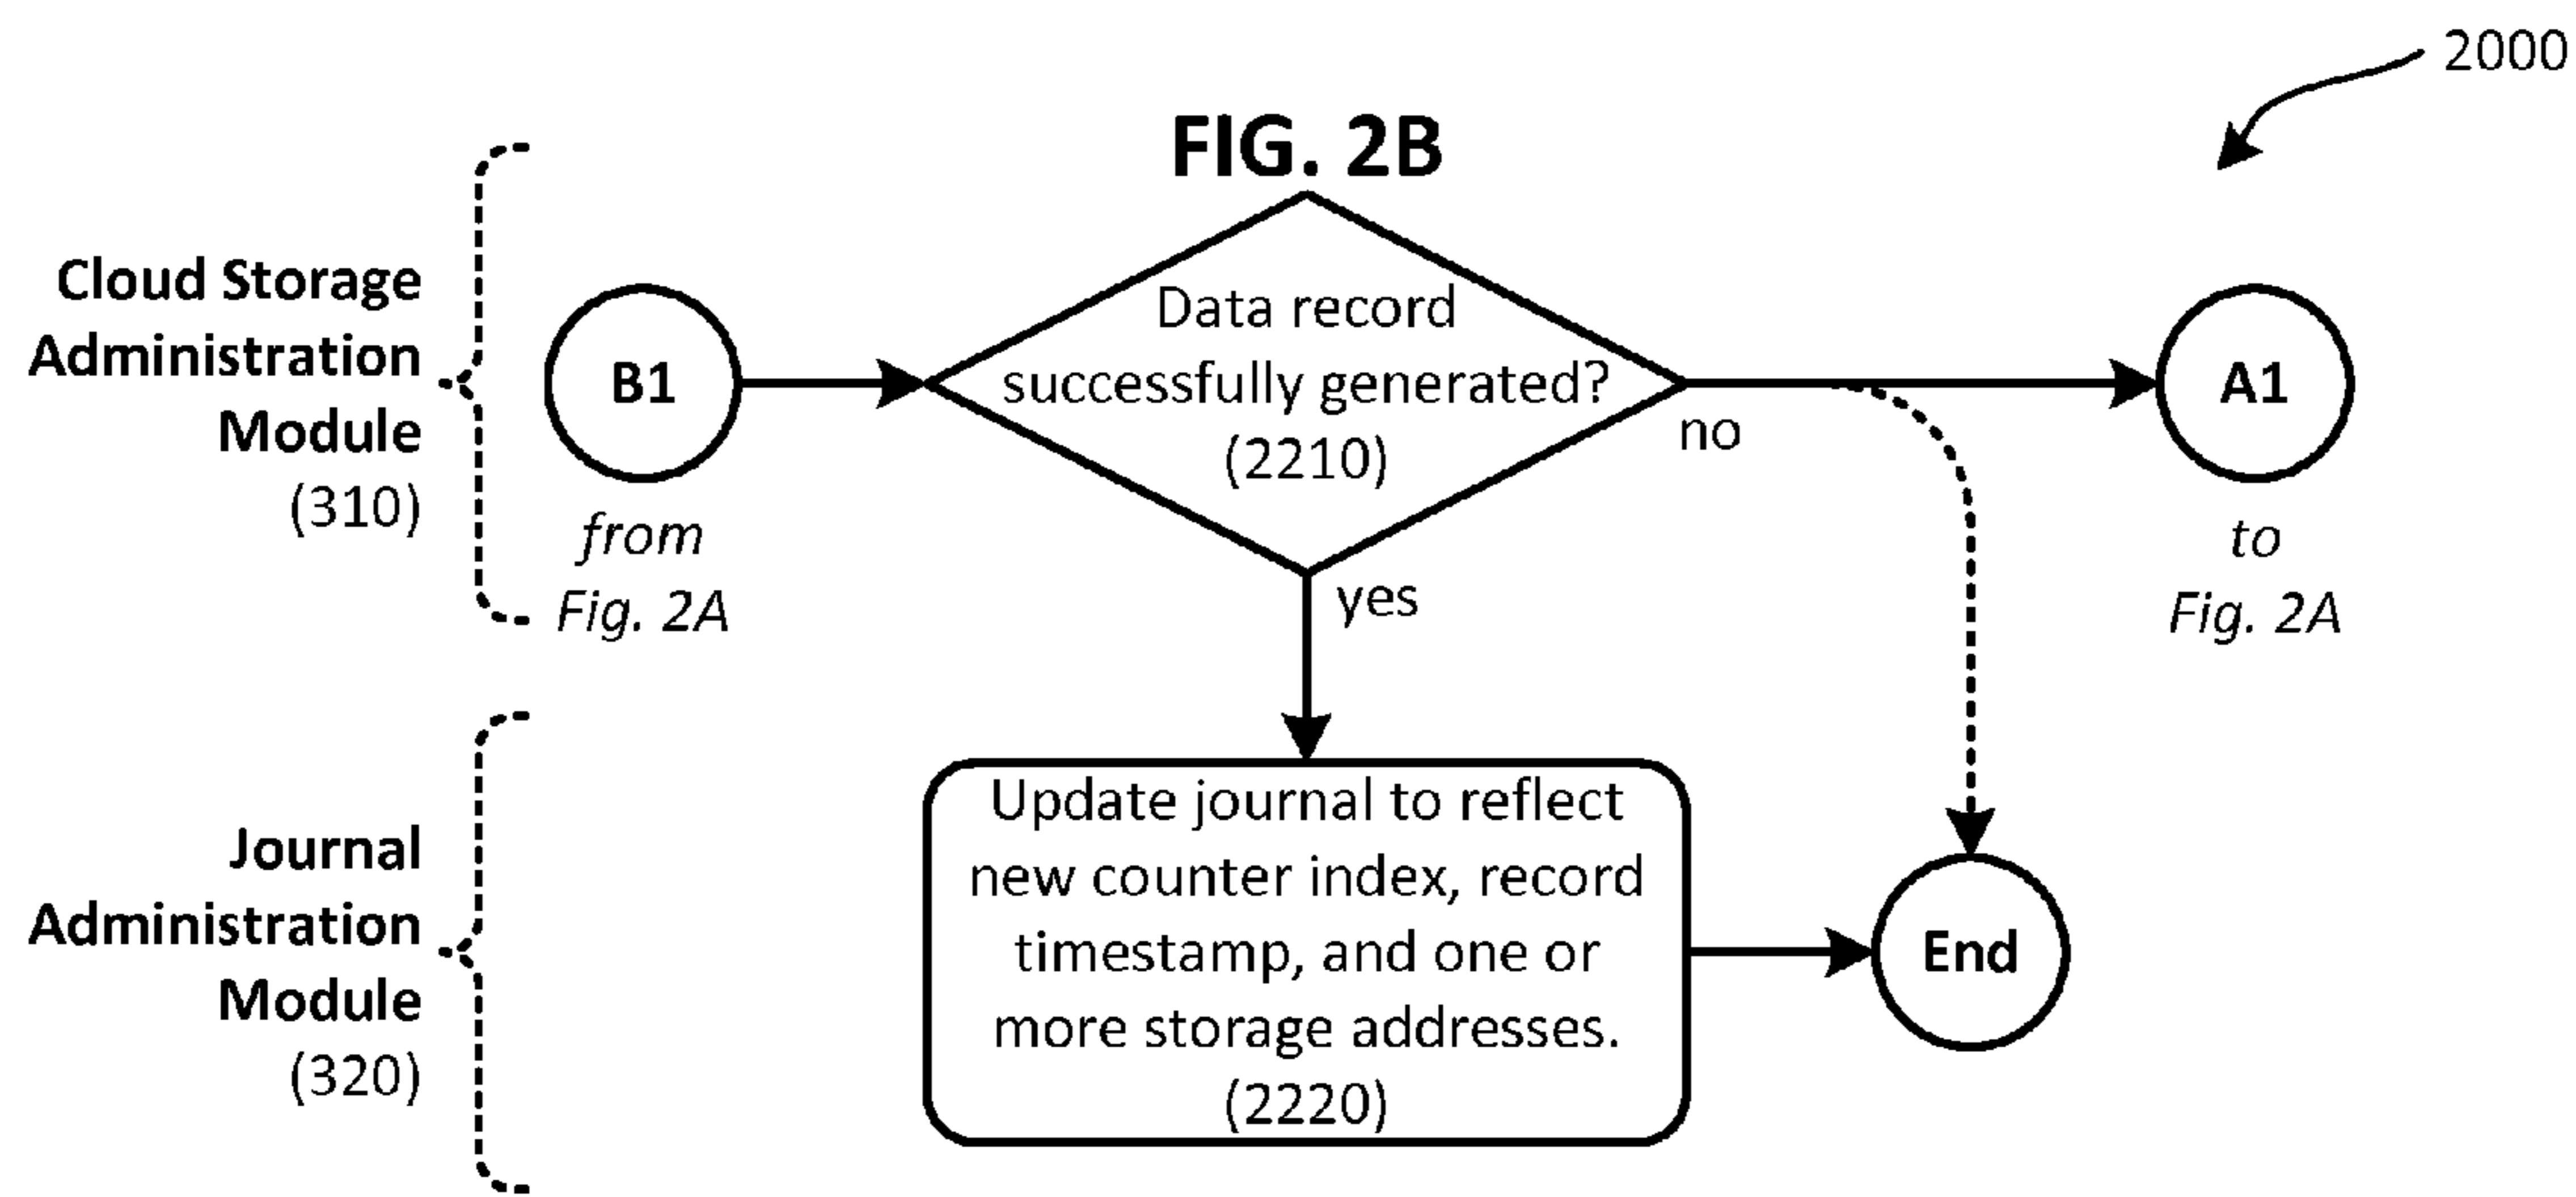 2000
FIG. 2B
Cloud Storage
Administration
Module
(310)
B1
from
Fig. 2A
Data record
successfully generated?
(2210)
no
yes
A1
to
Fig. 2A
Journal
Administration
Module
(320)
Update journal to reflect
new counter index, record
timestamp, and one or
more storage addresses.
(2220)
End